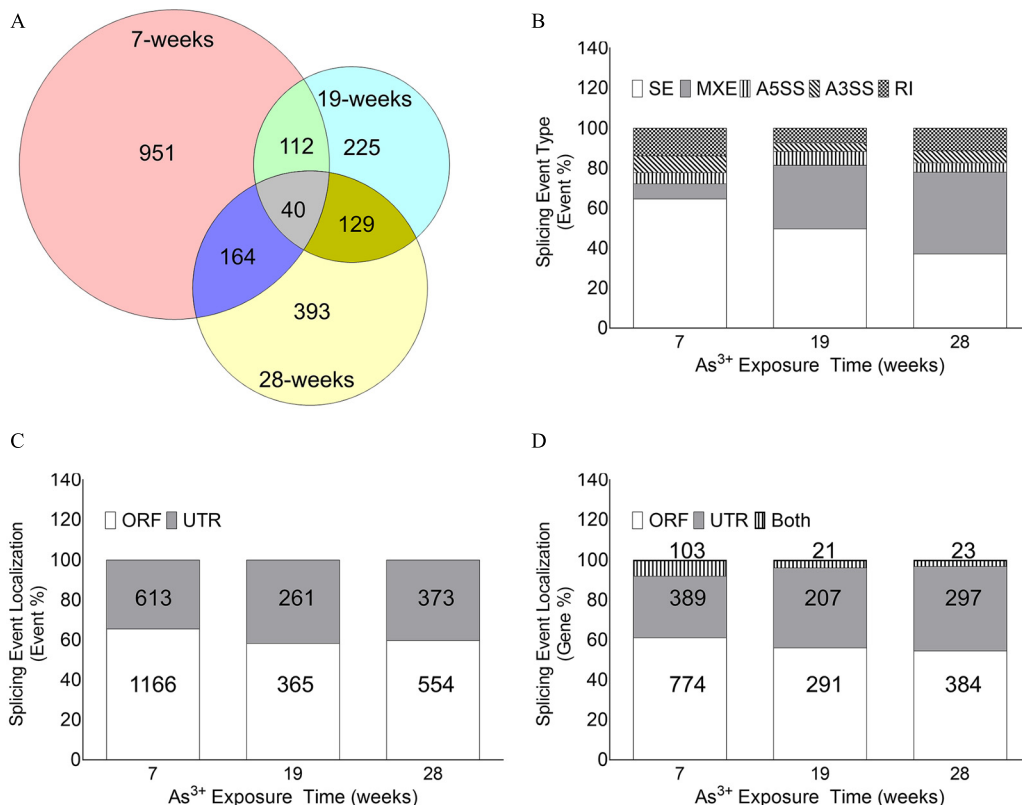 A
7-weeks
19-weeks
951
112
225
40
129
164
393
28-weeks
B
140
120
100
80
60
40
20
0
Splicing Event Type
(Event %)
SE MXE A5SS A3SS RI
7 19 28
As³⁺ Exposure Time (weeks)
C
140
120
100
80
60
40
20
0
Splicing Event Localization
(Event %)
ORF UTR
613 261 373
1166 365 554
7 19 28
As³⁺ Exposure Time (weeks)
D
140
120
100
80
60
40
20
0
Splicing Event Localization
(Gene %)
ORF UTR Both
103 21 23
389 207 297
774 291 384
7 19 28
As³⁺ Exposure Time (weeks)